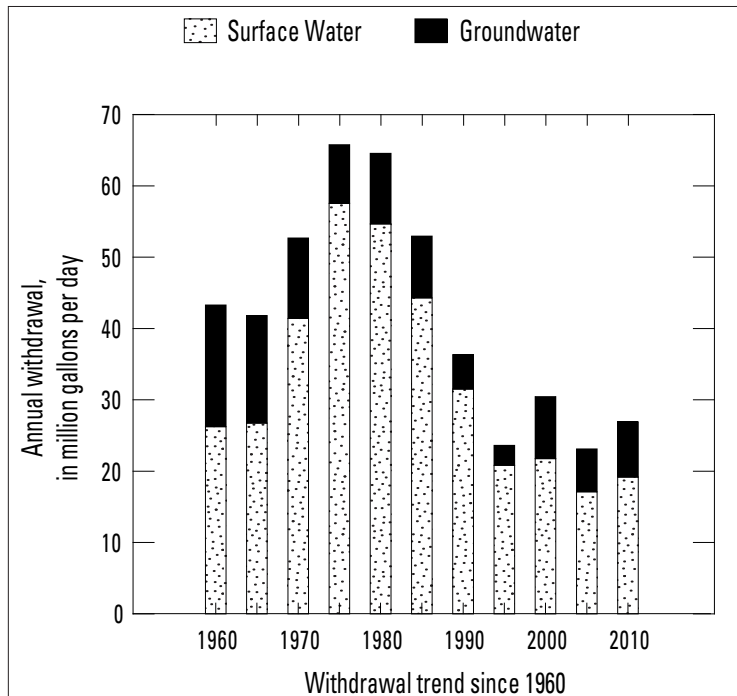 Surface Water Groundwater
70
60
50
40
30
20
10
0
Annual withdrawal,
in million gallons per day
1960 1970 1980 1990 2000 2010
Withdrawal trend since 1960